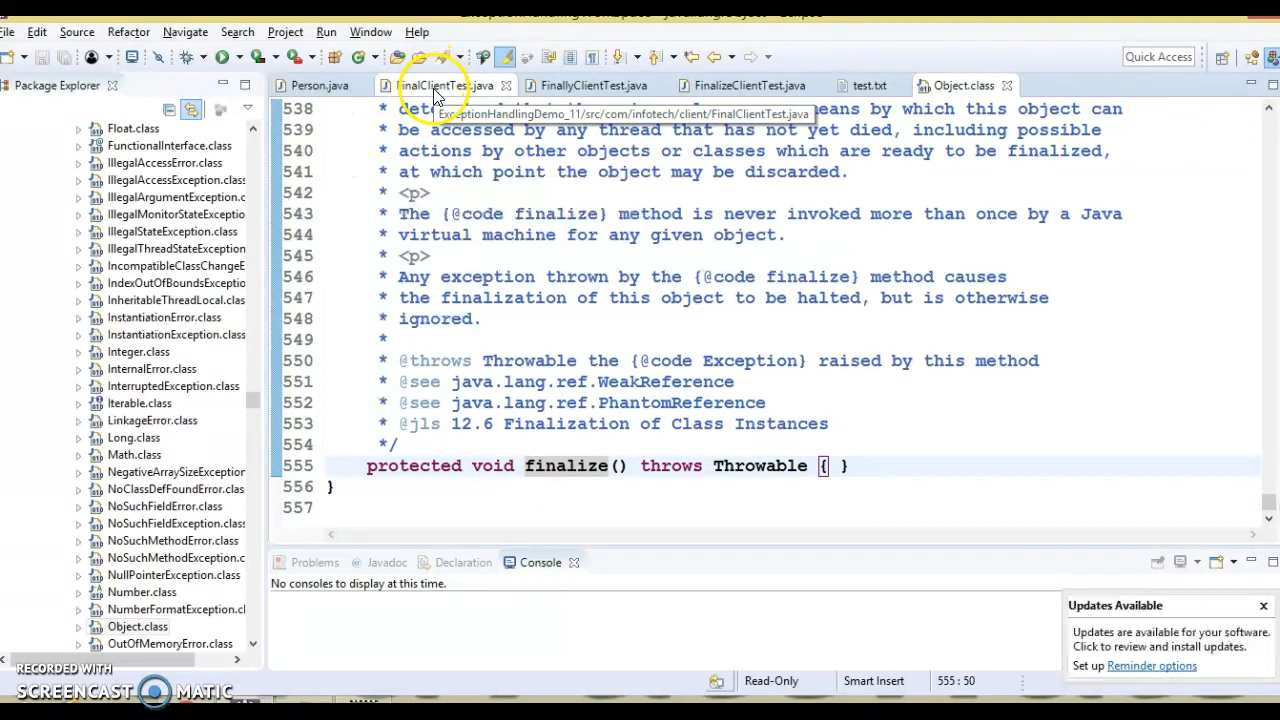 File Edit Source Refactor Navigate Search Project Run Window Help
Quick Access
Package Explorer
Person.java FinalClientTest.java FinallyClientTest.java FinalizeClientTest.java test.txt Object.class
ExceptionHandlingDemo_11/src/com/infotech/client/FinalClientTest.java
Float.class
FunctionalInterface.class
IllegalAccessError.class
IllegalAccessException.class
IllegalArgumentException.class
IllegalMonitorStateExceptio
IllegalStateException.class
IllegalThreadStateException
IncompatibleClassChangeE
IndexOutOfBoundsExceptio
InheritableThreadLocal.clas
InstantiationError.class
InstantiationException.class
Integer.class
InternalError.class
InterruptedException.class
Iterable.class
LinkageError.class
Long.class
Math.class
NegativeArraySizeException
NoClassDefFoundError.class
NoSuchFieldError.class
NoSuchFieldException.class
NoSuchMethodError.class
NoSuchMethodException.c
NullPointerException.class
Number.class
NumberFormatException.cl
Object.class
OutOfMemoryError.class
538 * means by which this object can
539 * be accessed by any thread that has not yet died, including possible
540 * actions by other objects or classes which are ready to be finalized,
541 * at which point the object may be discarded.
542 * <p>
543 * The {@code finalize} method is never invoked more than once by a Java
544 * virtual machine for any given object.
545 * <p>
546 * Any exception thrown by the {@code finalize} method causes
547 * the finalization of this object to be halted, but is otherwise
548 * ignored.
549 *
550 * @throws Throwable the {@code Exception} raised by this method
551 * @see java.lang.ref.WeakReference
552 * @see java.lang.ref.PhantomReference
553 * @jls 12.6 Finalization of Class Instances
554 */
555 protected void finalize() throws Throwable { }
556 }
557
Problems Javadoc Declaration Console
No consoles to display at this time.
Updates Available
Updates are available for your software.
Click to review and install updates.
Set up Reminder options
Read-Only Smart Insert 555 : 50
RECORDED WITH
SCREENCAST MATIC